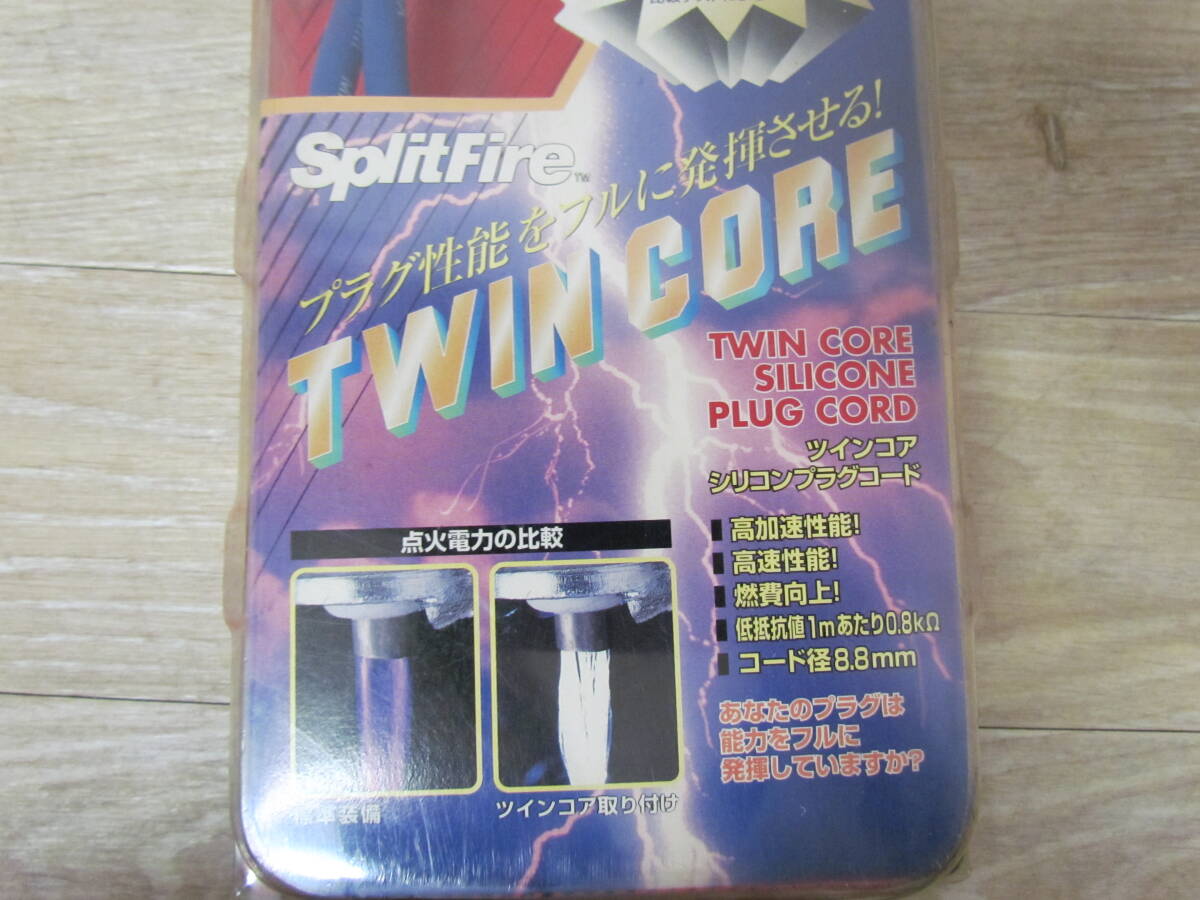 SplitFire™
プラグ性能をフルに発揮させる!
TWIN CORE
TWIN CORE
SILICONE
PLUG CORD
ツインコア
シリコンプラグコード
高加速性能!
高速性能!
燃費向上!
低抵抗値1mあたり0.8kΩ
コード径8.8mm
あなたのプラグは
能力をフルに
発揮していますか?
点火電力の比較
標準装備
ツインコア取り付け